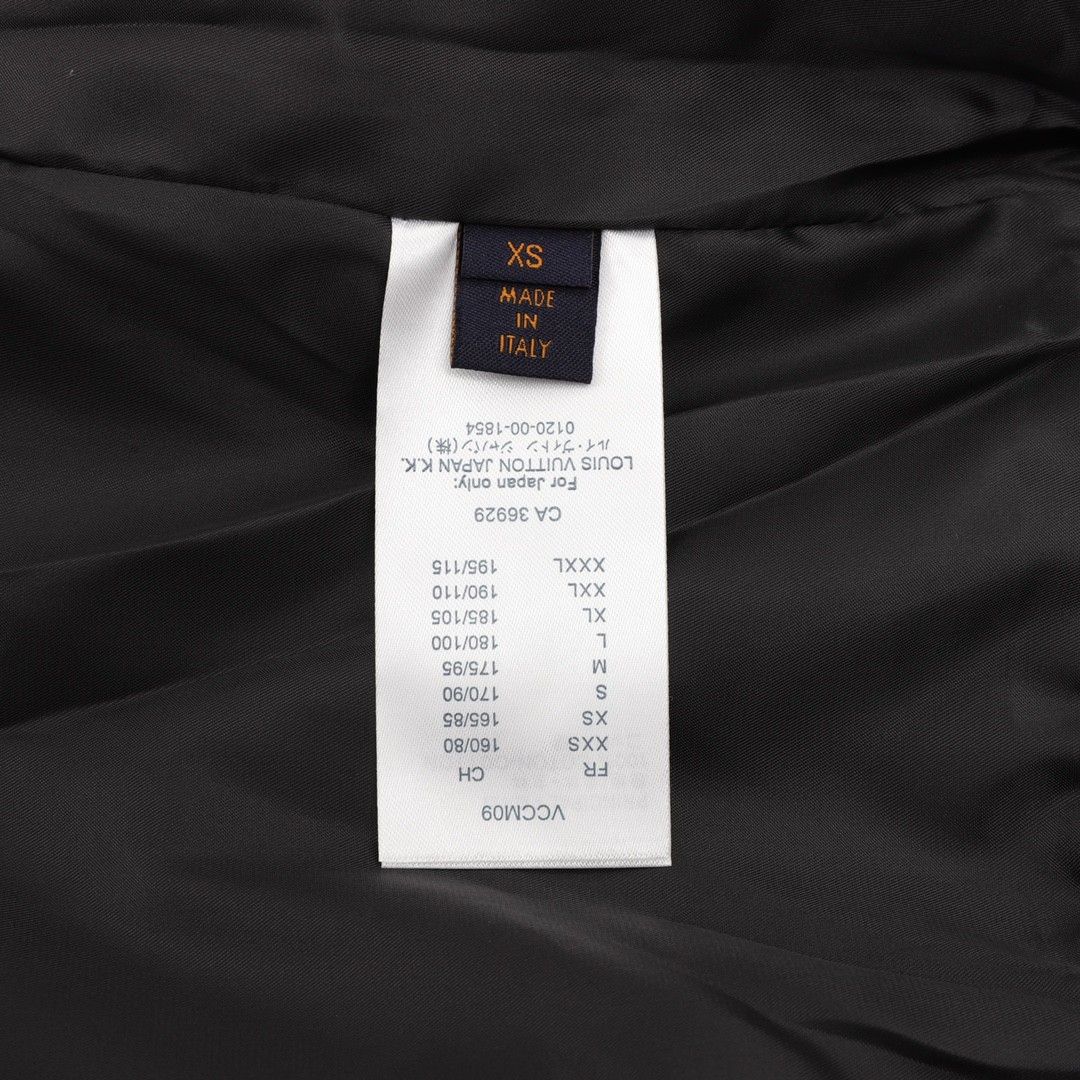 XS
MADE
IN
ITALY
VCCM09
FR CH
XXS 160/80
XS 165/85
S 170/90
M 175/95
L 180/100
XL 185/105
XXL 190/110
XXXL 195/115
CA 36929
For Japan only:
LOUIS VUITTON JAPAN K.K.
ルイ・ヴィトン ジャパン(株)
0120-00-1854